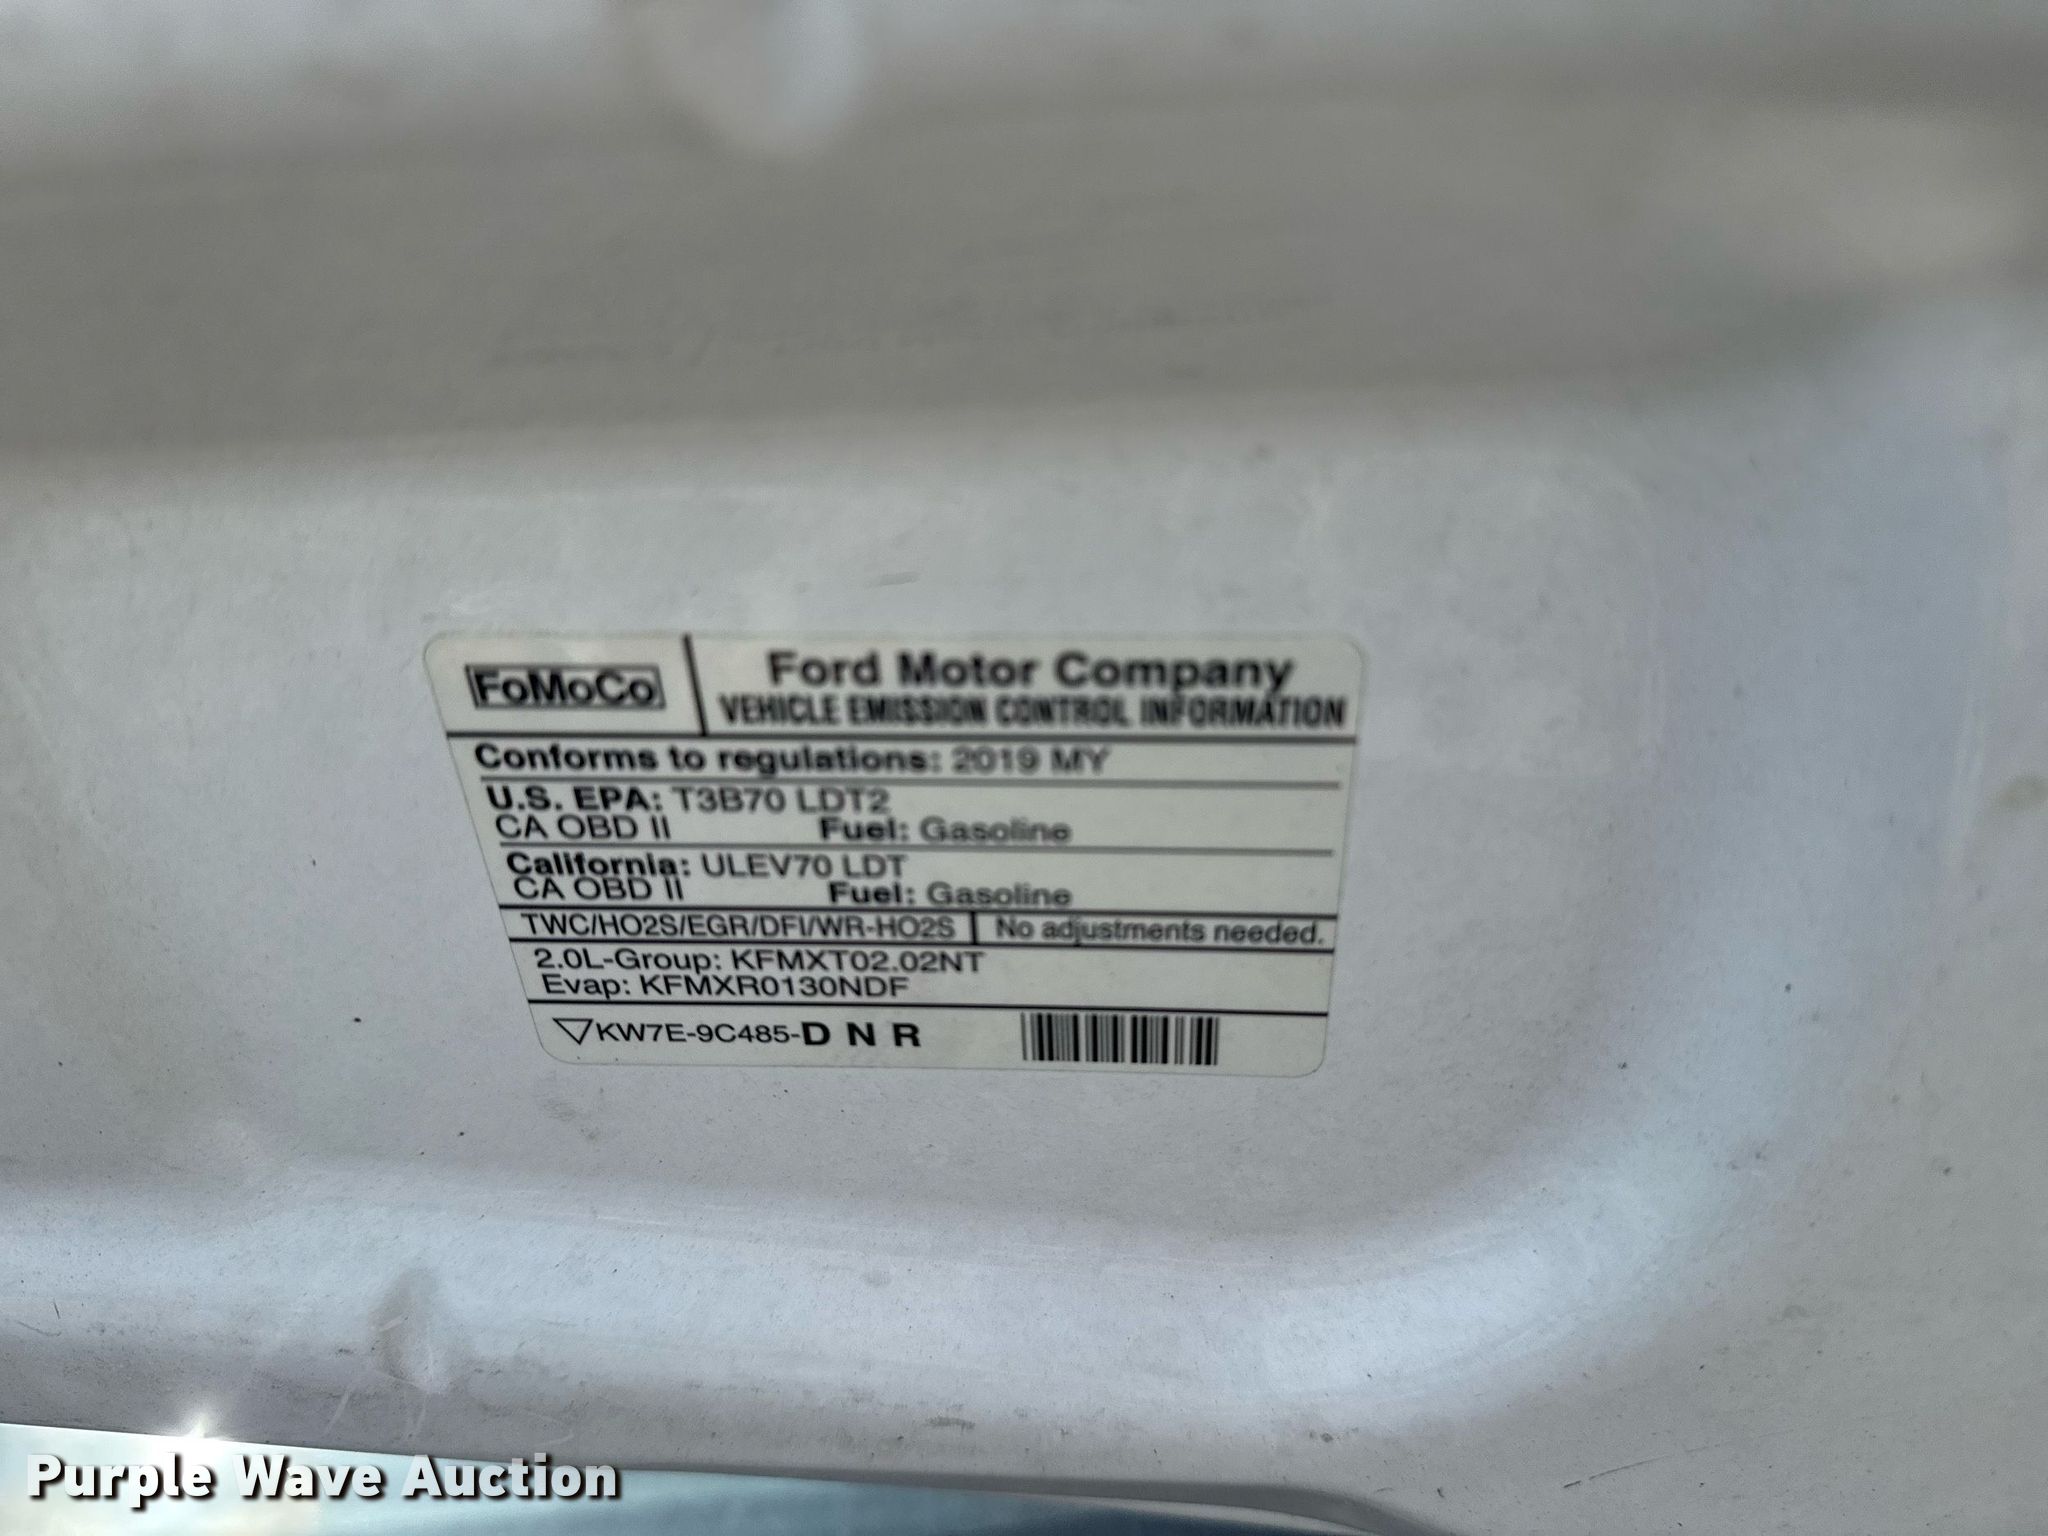 FoMoCo
Ford Motor Company
VEHICLE EMISSION CONTROL INFORMATION
Conforms to regulations: 2019 MY
U.S. EPA: T3B70 LDT2
CA OBD II Fuel: Gasoline
California: ULEV70 LDT
CA OBD II Fuel: Gasoline
TWC/HO2S/EGR/DFI/WR-HO2S No adjustments needed.
2.0L-Group: KFMXT02.02NT
Evap: KFMXR0130NDF
KW7E-9C485-D N R
Purple Wave Auction